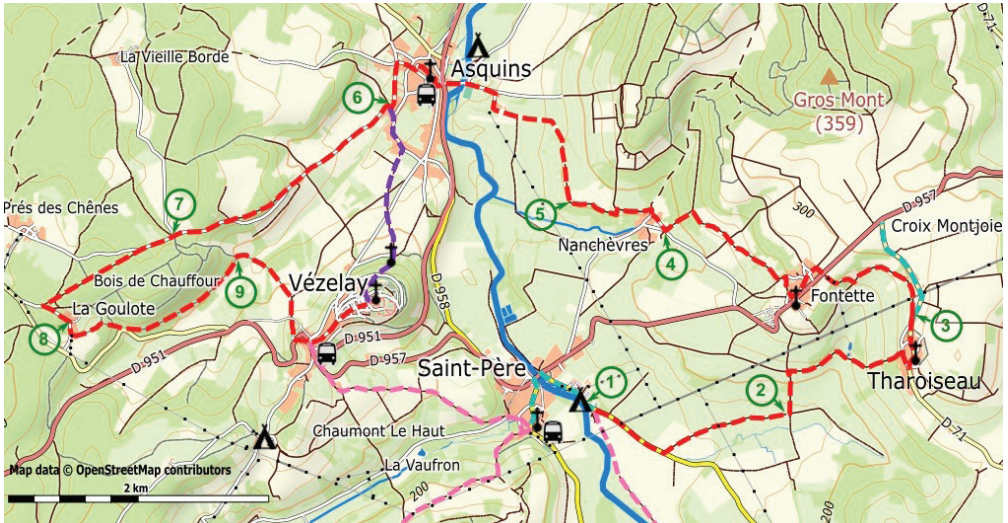 D-71
La Vieille Borde
Asquins
6
Gros Mont
(359)
D-957
300
Croix Montjoie
7
5
Prés des Chênes
Nanchèvres
4
Bois de Chauffour
9
Vézelay
Fontette
La Goulote
D-958
8
3
D 951
D 951
D 957
Saint-Père
1
2
Tharoiseau
Chaumont Le Haut
D-71
La Vaufron
Map data © OpenStreetMap contributors
200
2 km
200